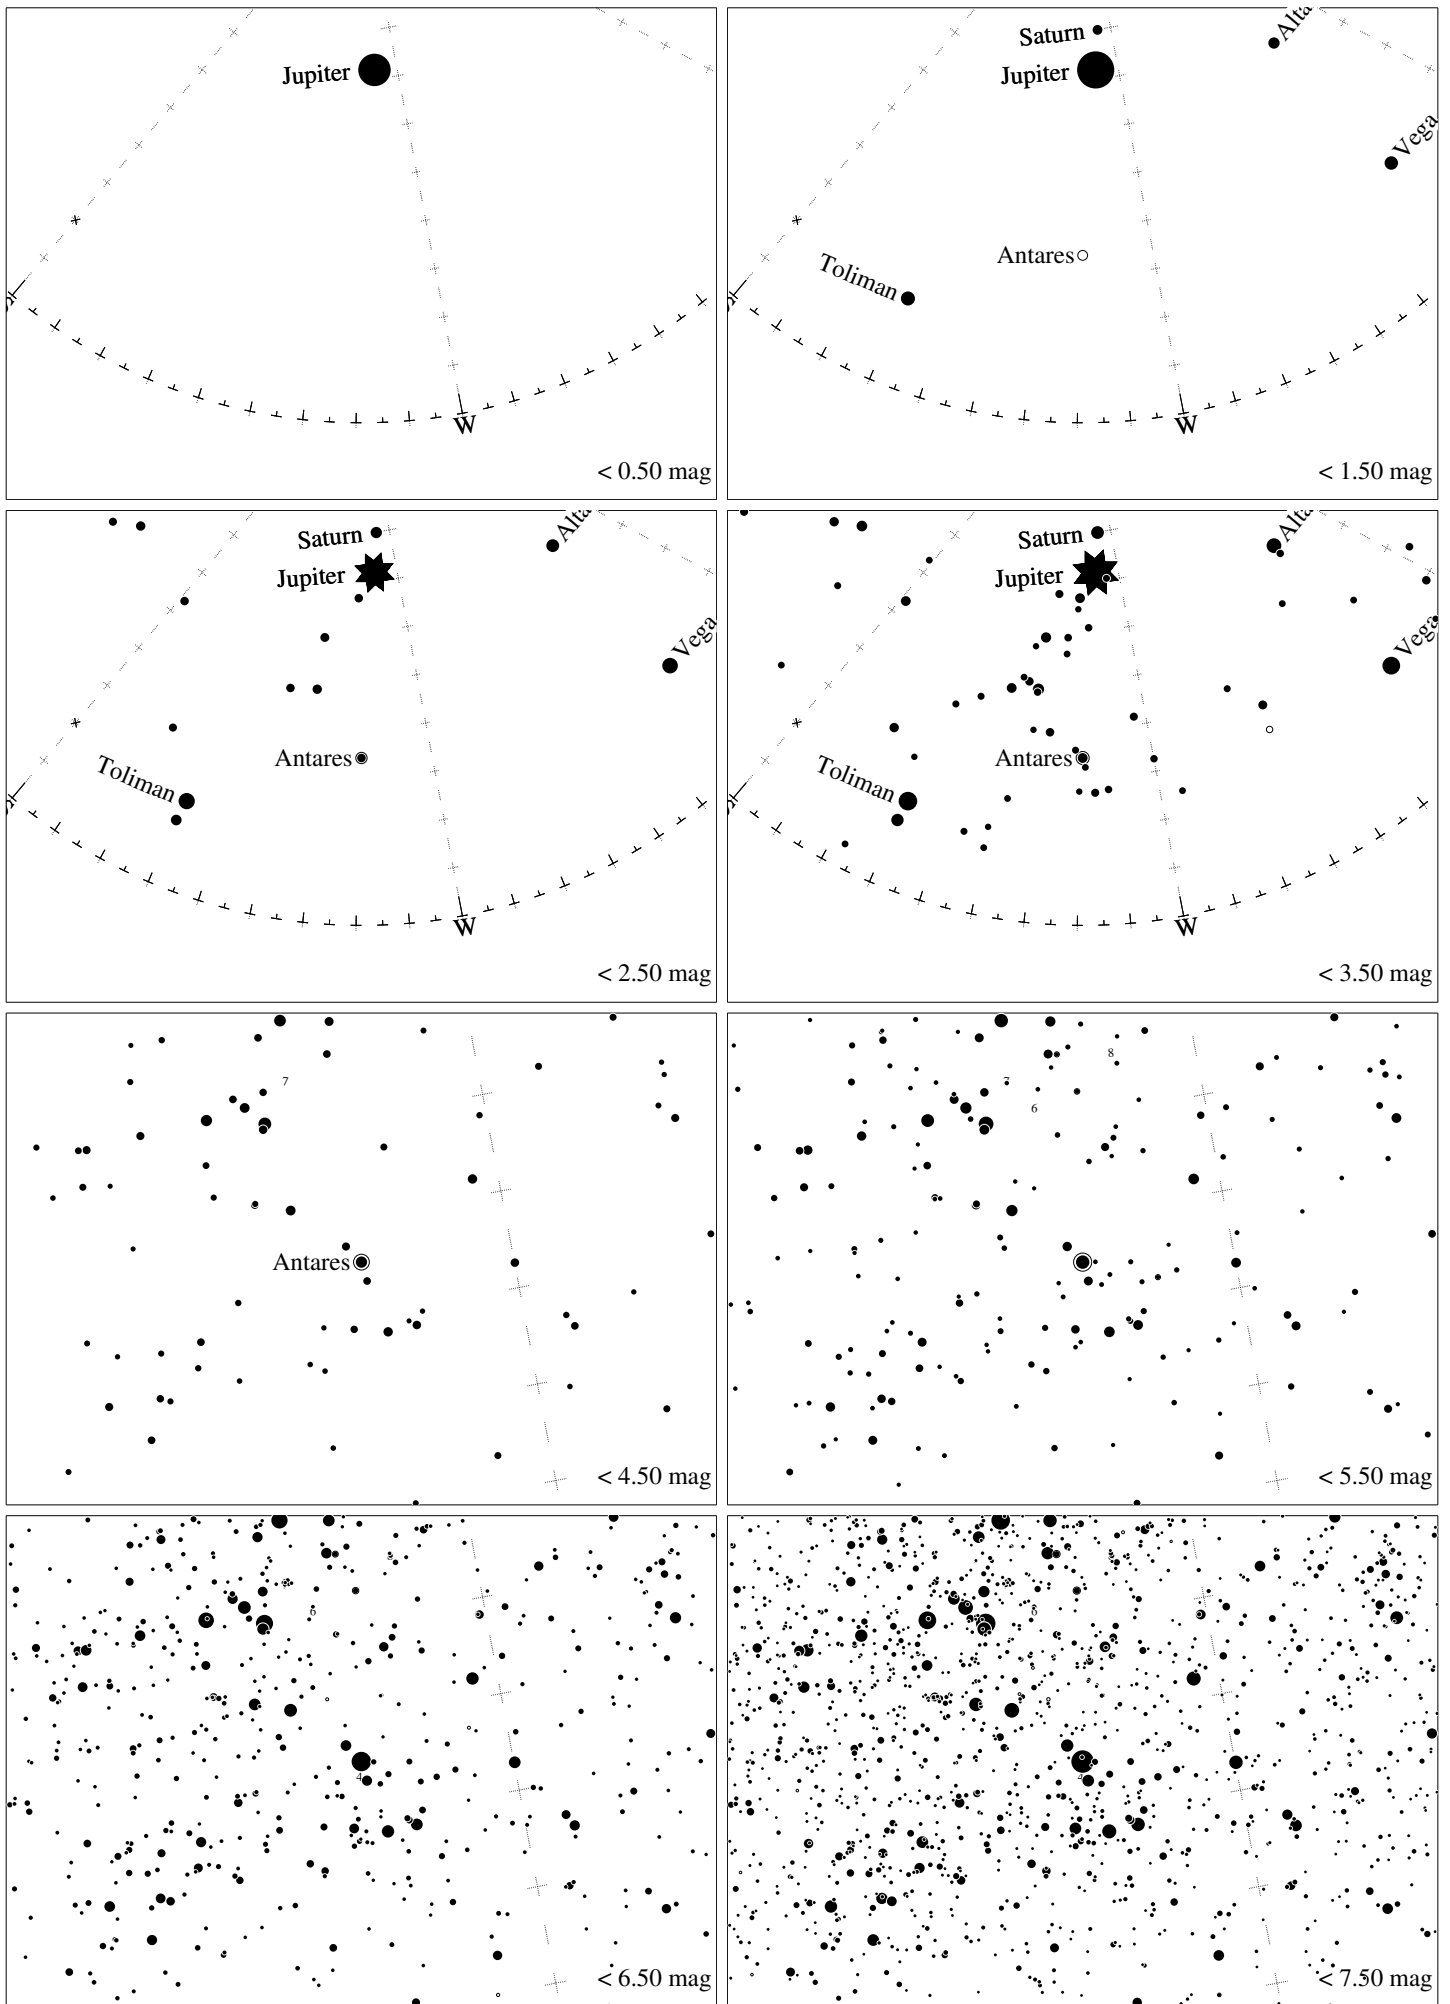 Jupiter
W
< 0.50 mag
Saturn
Alta
Jupiter
Vega
Antares
Toliman
W
< 1.50 mag
Saturn
Alta
Jupiter
Vega
Antares
Toliman
W
< 2.50 mag
Saturn
Alta
Jupiter
Vega
Antares
Toliman
W
< 3.50 mag
7
Antares
< 4.50 mag
8
7
6
< 5.50 mag
6
4
< 6.50 mag
6
4
< 7.50 mag